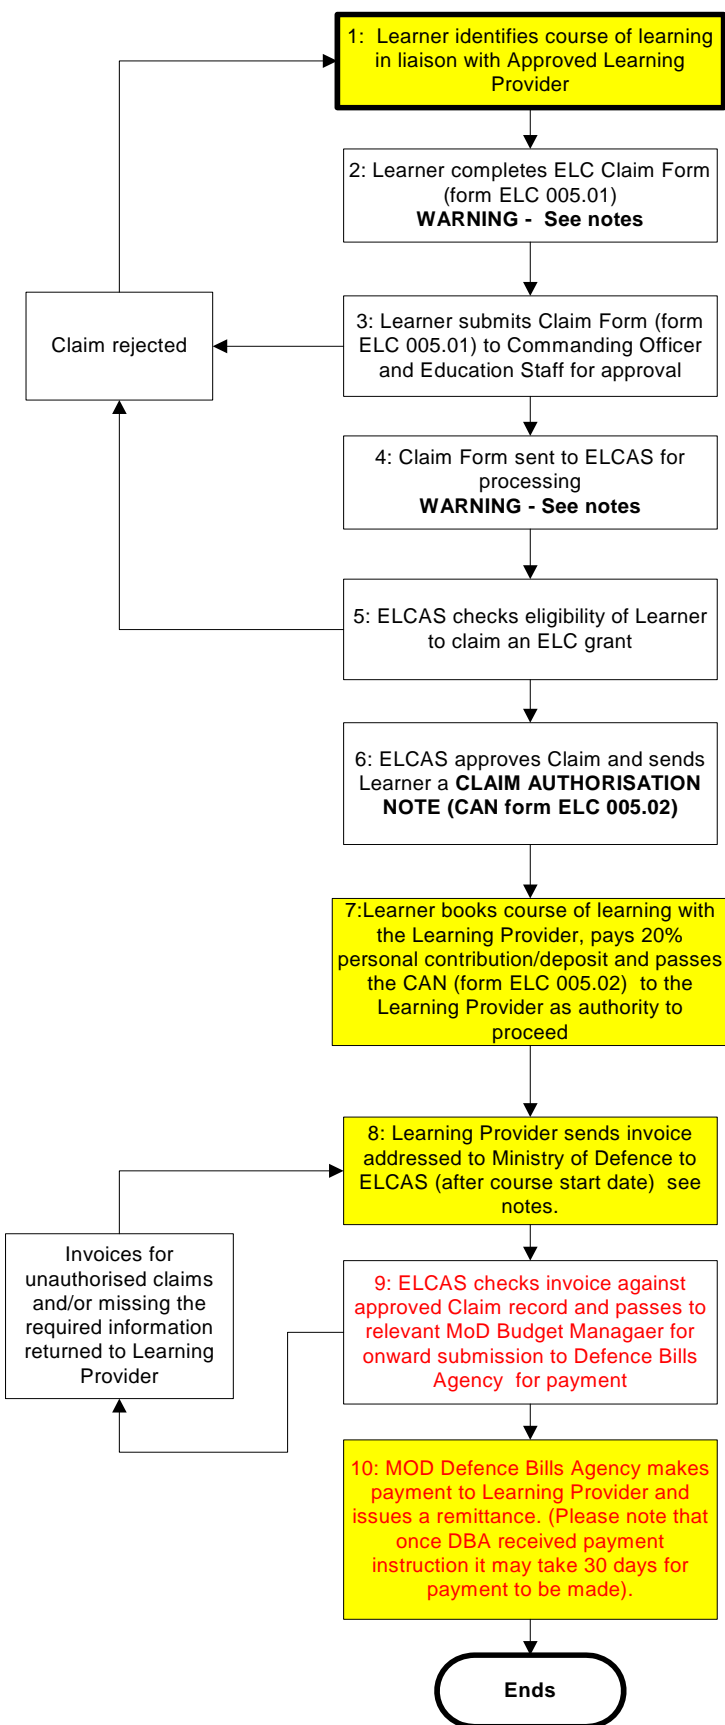 1:  Learner identifies course of learning
in liaison with Approved Learning
Provider
2: Learner completes ELC Claim Form
(form ELC 005.01)
WARNING -  See notes
Claim rejected
3: Learner submits Claim Form (form
ELC 005.01) to Commanding Officer
and Education Staff for approval
4: Claim Form sent to ELCAS for
processing
WARNING - See notes
5: ELCAS checks eligibility of Learner
to claim an ELC grant
6: ELCAS approves Claim and sends
Learner a CLAIM AUTHORISATION
NOTE (CAN form ELC 005.02)
7:Learner books course of learning with
the Learning Provider, pays 20%
personal contribution/deposit and passes
the CAN (form ELC 005.02)  to the
Learning Provider as authority to
proceed
8: Learning Provider sends invoice
addressed to Ministry of Defence to
ELCAS (after course start date)  see
notes.
Invoices for
unauthorised claims
and/or missing the
required information
returned to Learning
Provider
9: ELCAS checks invoice against
approved Claim record and passes to
relevant MoD Budget Managaer for
onward submission to Defence Bills
Agency  for payment
10: MOD Defence Bills Agency makes
payment to Learning Provider and
issues a remittance. (Please note that
once DBA received payment
instruction it may take 30 days for
payment to be made).
Ends